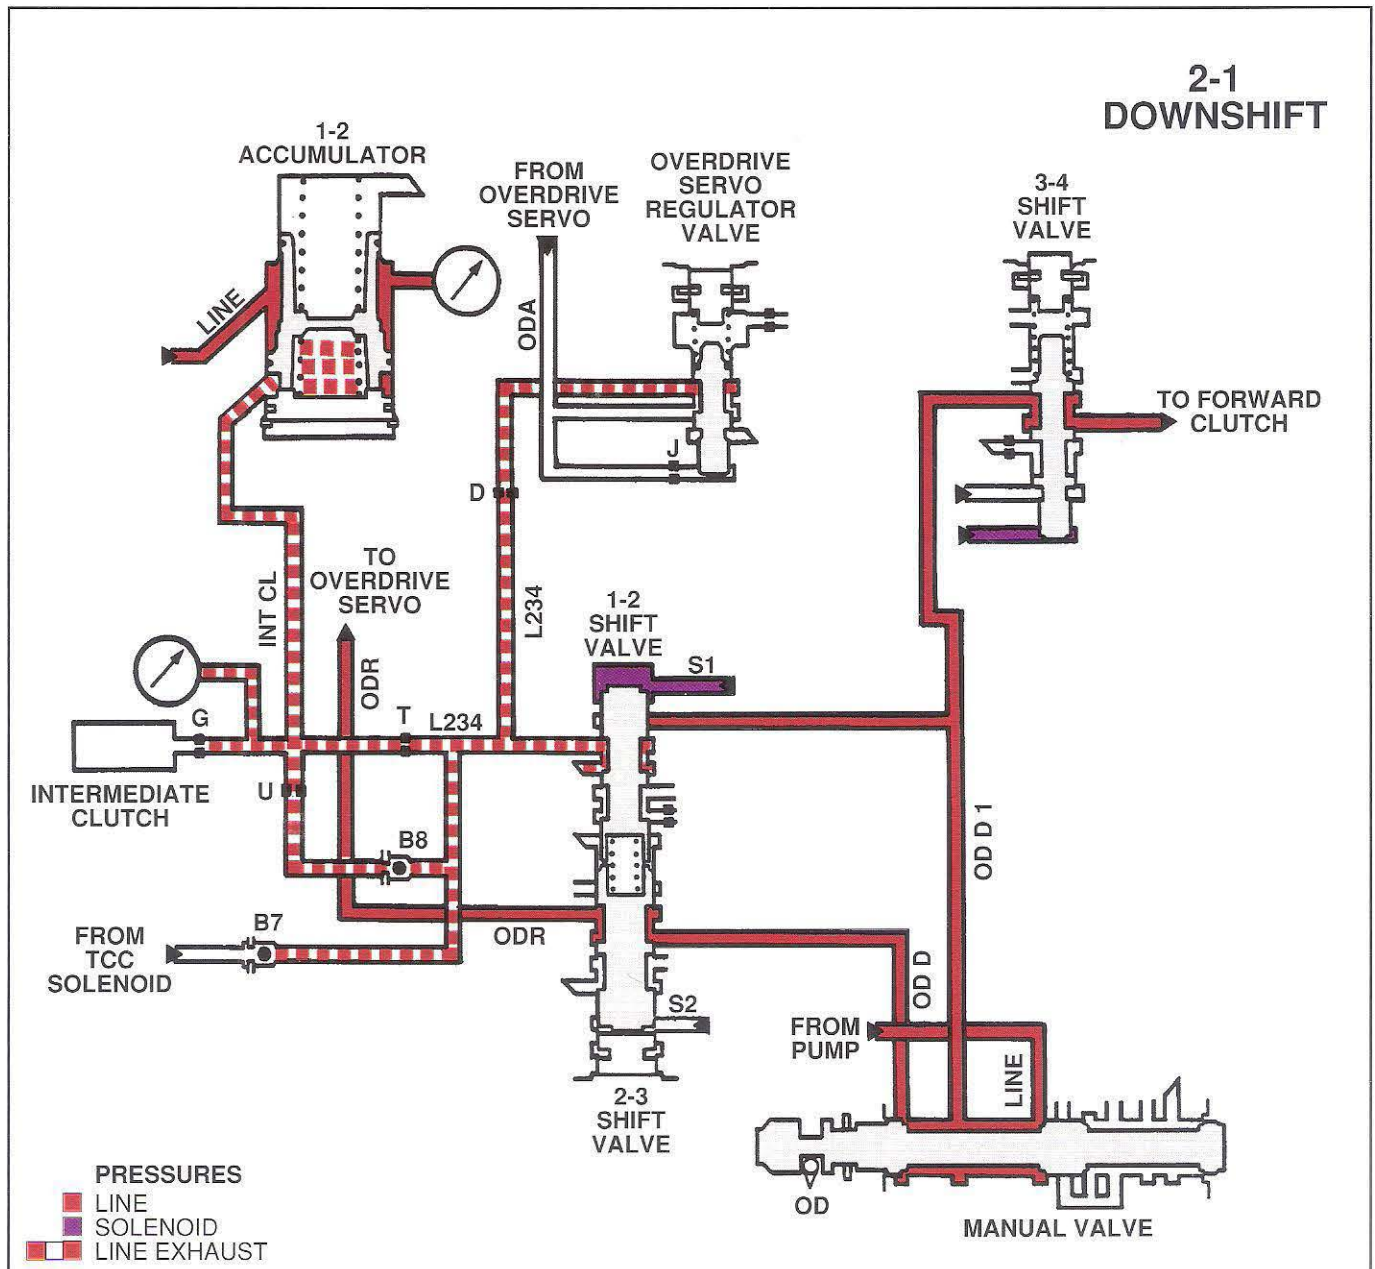 2-1
DOWNSHIFT
1-2
ACCUMULATOR
FROM
OVERDRIVE
SERVO
OVERDRIVE
SERVO
REGULATOR
VALVE
3-4
SHIFT
VALVE
LINE
ODA
TO FORWARD
CLUTCH
J
D
TO
OVERDRIVE
SERVO
INT CL
L234
1-2
SHIFT
VALVE
S1
ODR
G
T
L234
INTERMEDIATE
CLUTCH
U
B8
OD D 1
B7
FROM
TCC
SOLENOID
ODR
OD D
S2
FROM
PUMP
LINE
2-3
SHIFT
VALVE
OD
MANUAL VALVE
PRESSURES
LINE
SOLENOID
LINE EXHAUST